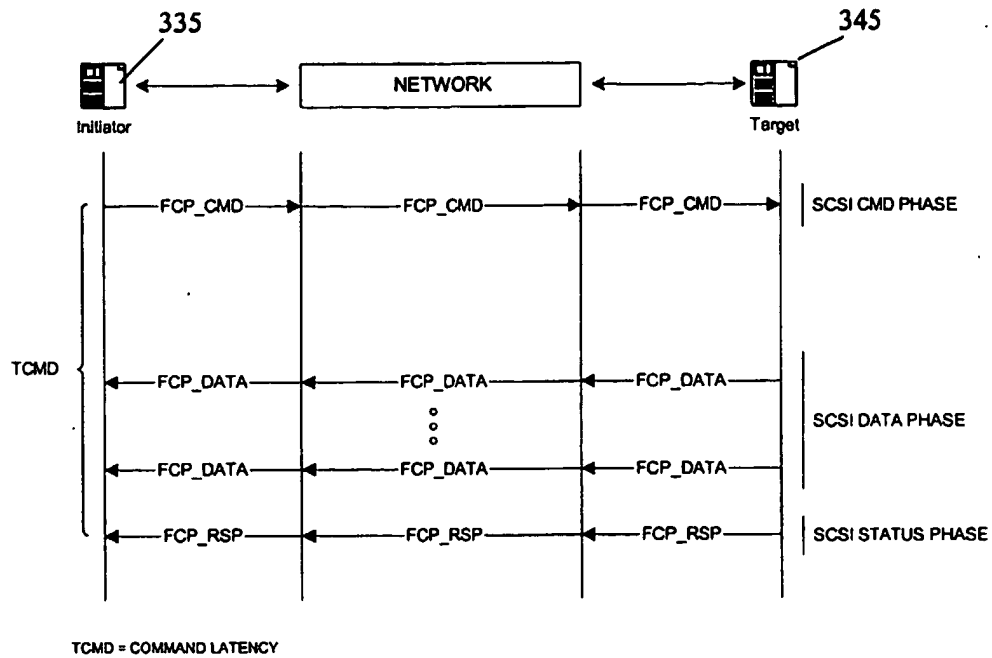 335
345
NETWORK
Initiator
Target
FCP_CMD FCP_CMD FCP_CMD SCSI CMD PHASE
TCMD
FCP_DATA FCP_DATA FCP_DATA
SCSI DATA PHASE
FCP_DATA FCP_DATA FCP_DATA
FCP_RSP FCP_RSP FCP_RSP SCSI STATUS PHASE
TCMD = COMMAND LATENCY